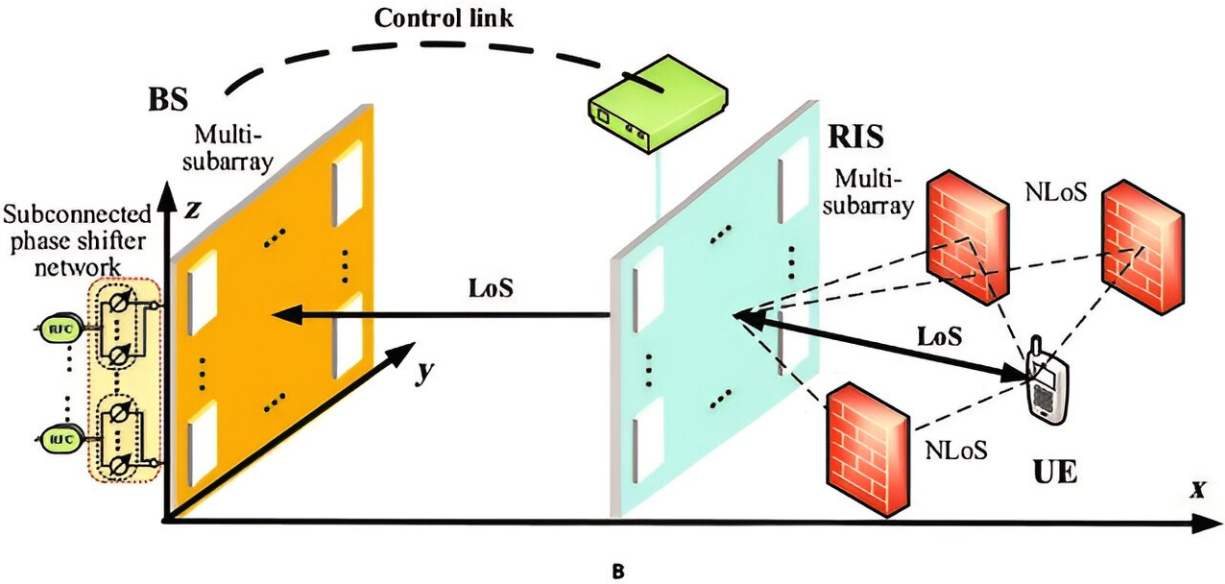 Control link
BS
Multi-
subarray
RIS
Multi-
subarray
NLoS
z
Subconnected
phase shifter
network
LoS
LoS
y
NLoS
UE
x
B